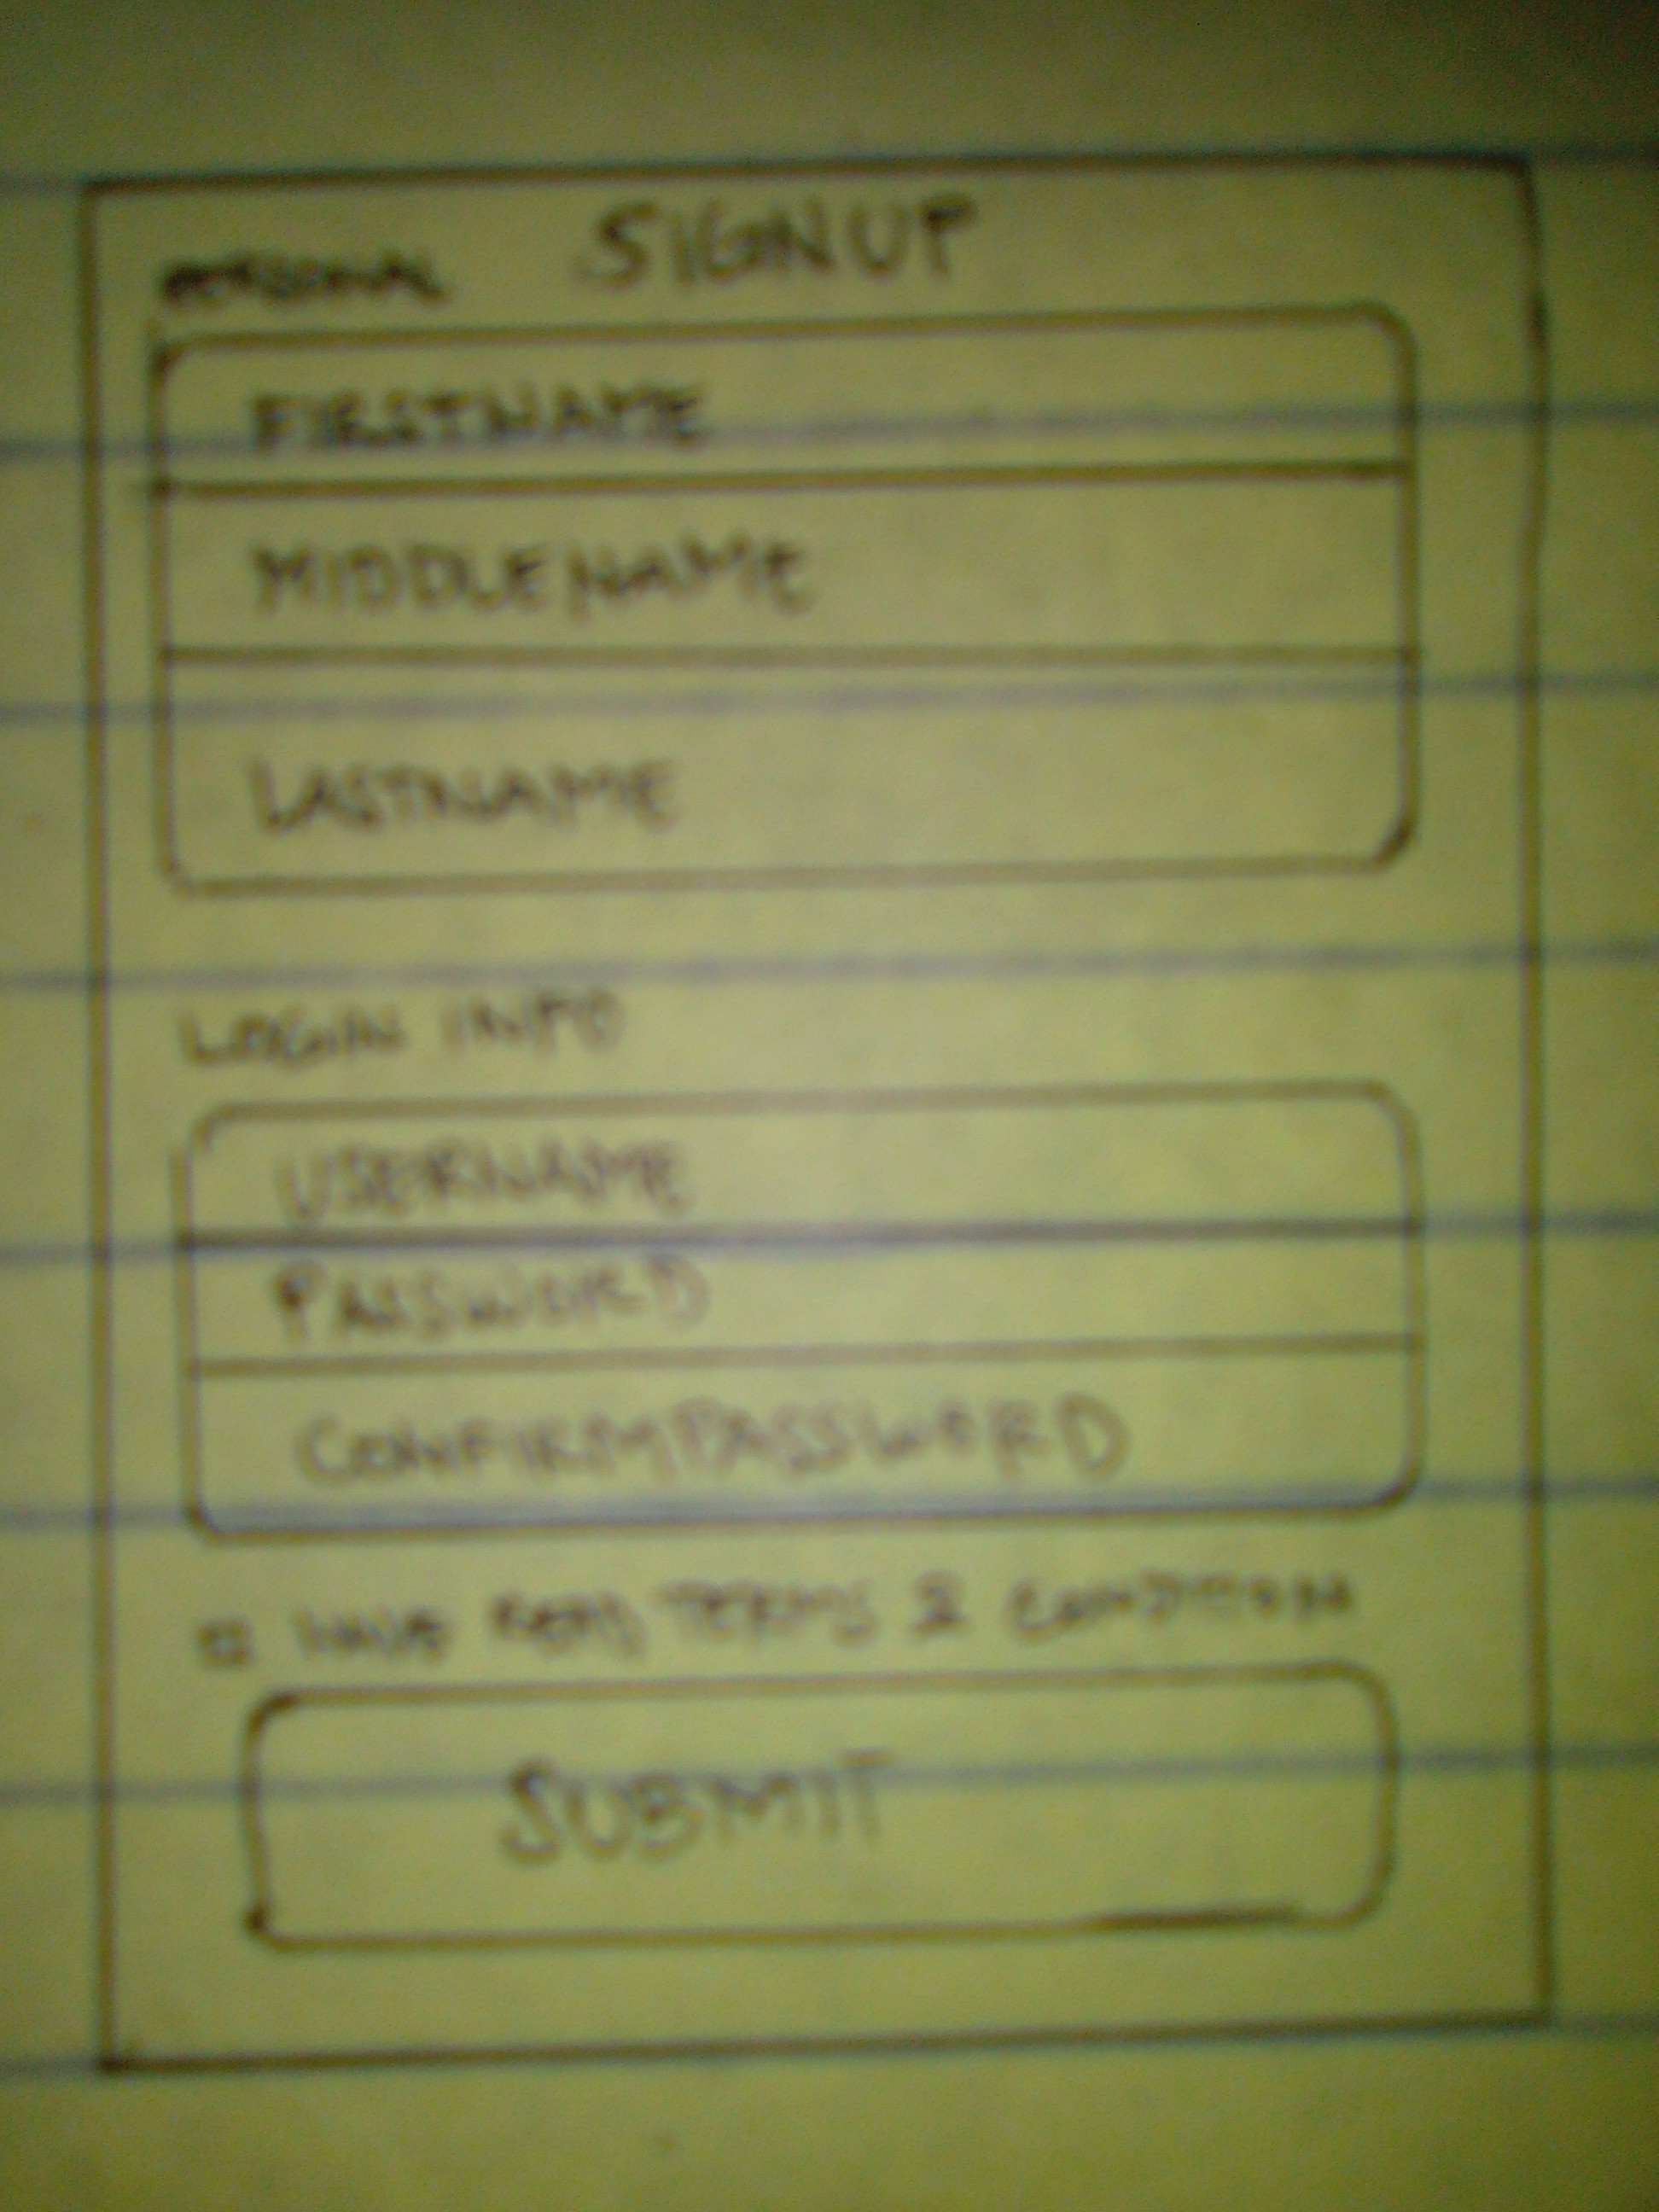 SIGNUP
PERSONAL
FIRSTNAME
MIDDLENAME
LASTNAME
LOGIN INFO
USERNAME
PASSWORD
CONFIRMPASSWORD
HAVE READ TERMS & CONDITION
SUBMIT